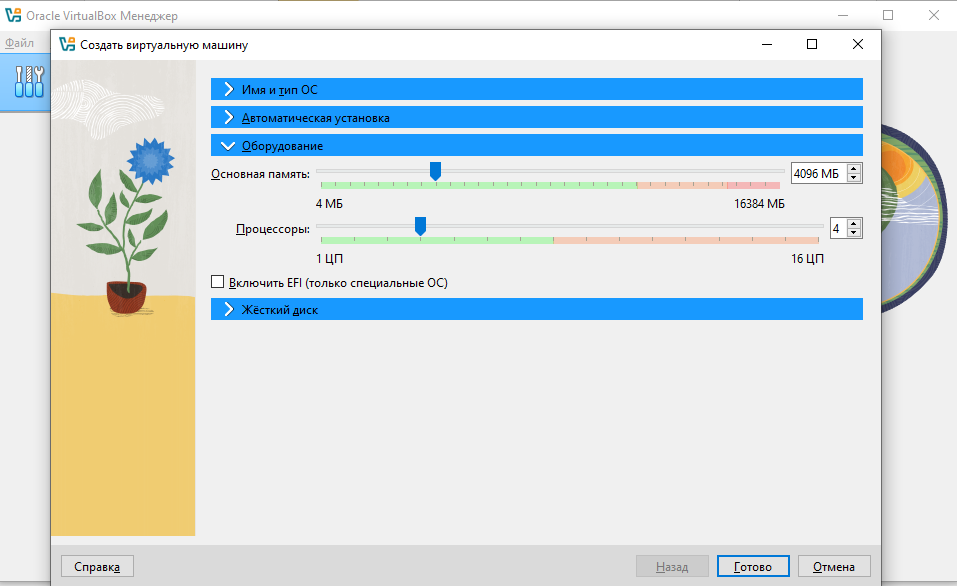 Oracle VirtualBox Менеджер
Файл
Создать виртуальную машину
Имя и тип ОС
Автоматическая установка
Оборудование
Основная память: 4096 МБ
4 МБ 16384 МБ
Процессоры: 4
1 ЦП 16 ЦП
Включить EFI (только специальные ОС)
Жёсткий диск
Справка Назад Готово Отмена